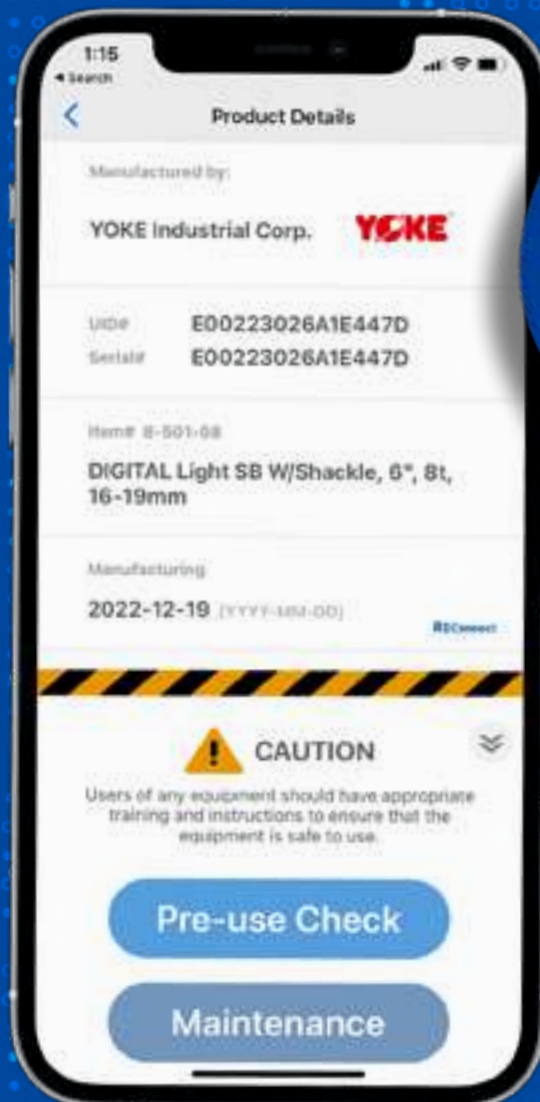 1:15
Search
Product Details
Manufactured by:
YOKE Industrial Corp. YOKE
UID# E00223026A1E447D
Serial# E00223026A1E447D
Item# 8-501-08
DIGITAL Light SB W/Shackle, 6", 8t,
16-19mm
Manufacturing
2022-12-19 (YYYY-MM-DD)
RIConnect
CAUTION
Users of any equipment should have appropriate
training and instructions to ensure that the
equipment is safe to use.
Pre-use Check
Maintenance